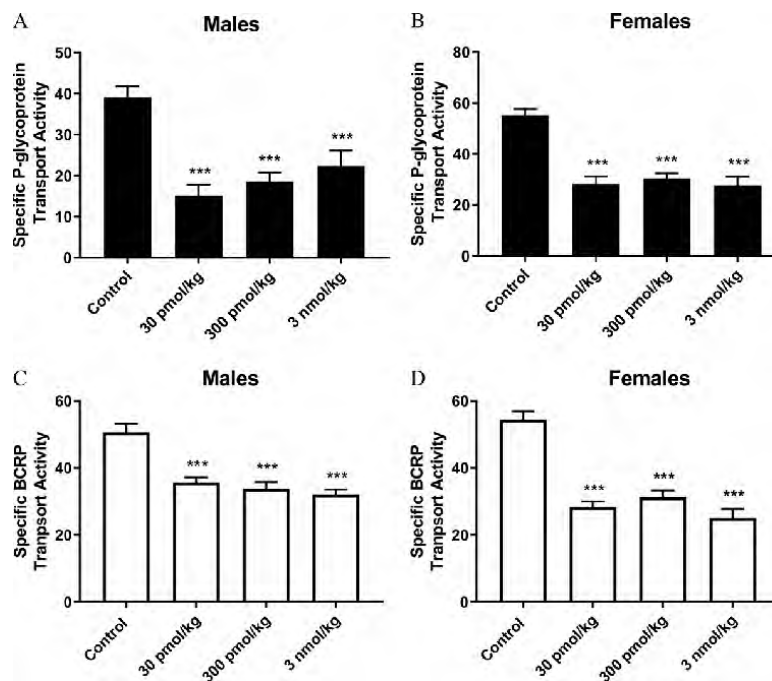 A
Males
Specific P-glycoprotein
Transport Activity
50
40
30
20
10
0
***
***
***
Control
30 pmol/kg
300 pmol/kg
3 nmol/kg
B
Females
Specific P-glycoprotein
Transport Activity
80
60
40
20
0
***
***
***
Control
30 pmol/kg
300 pmol/kg
3 nmol/kg
C
Males
Specific BCRP
Tranpsort Activity
60
40
20
0
***
***
***
Control
30 pmol/kg
300 pmol/kg
3 nmol/kg
D
Females
Specific BCRP
Tranpsort Activity
60
40
20
0
***
***
***
Control
30 pmol/kg
300 pmol/kg
3 nmol/kg